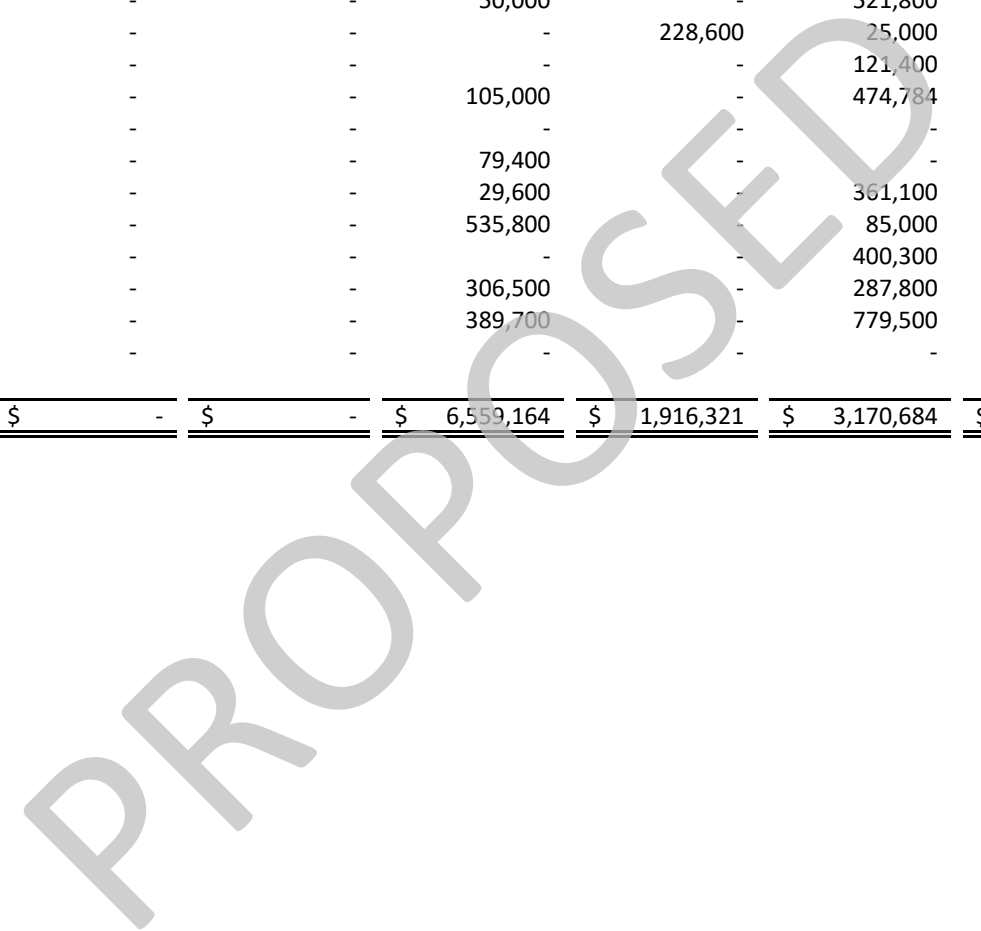 - - 50,000 - 321,800
- - - 228,600 25,000
- - - - 121,400
- - 105,000 - 474,784
- - - - -
- - 79,400 - -
- - 29,600 - 361,100
- - 535,800 - 85,000
- - - - 400,300
- - 306,500 - 287,800
- - 389,700 - 779,500
- - - - -
$ - $ - $ 6,559,164 $ 1,916,321 $ 3,170,684 $
PROPOSED